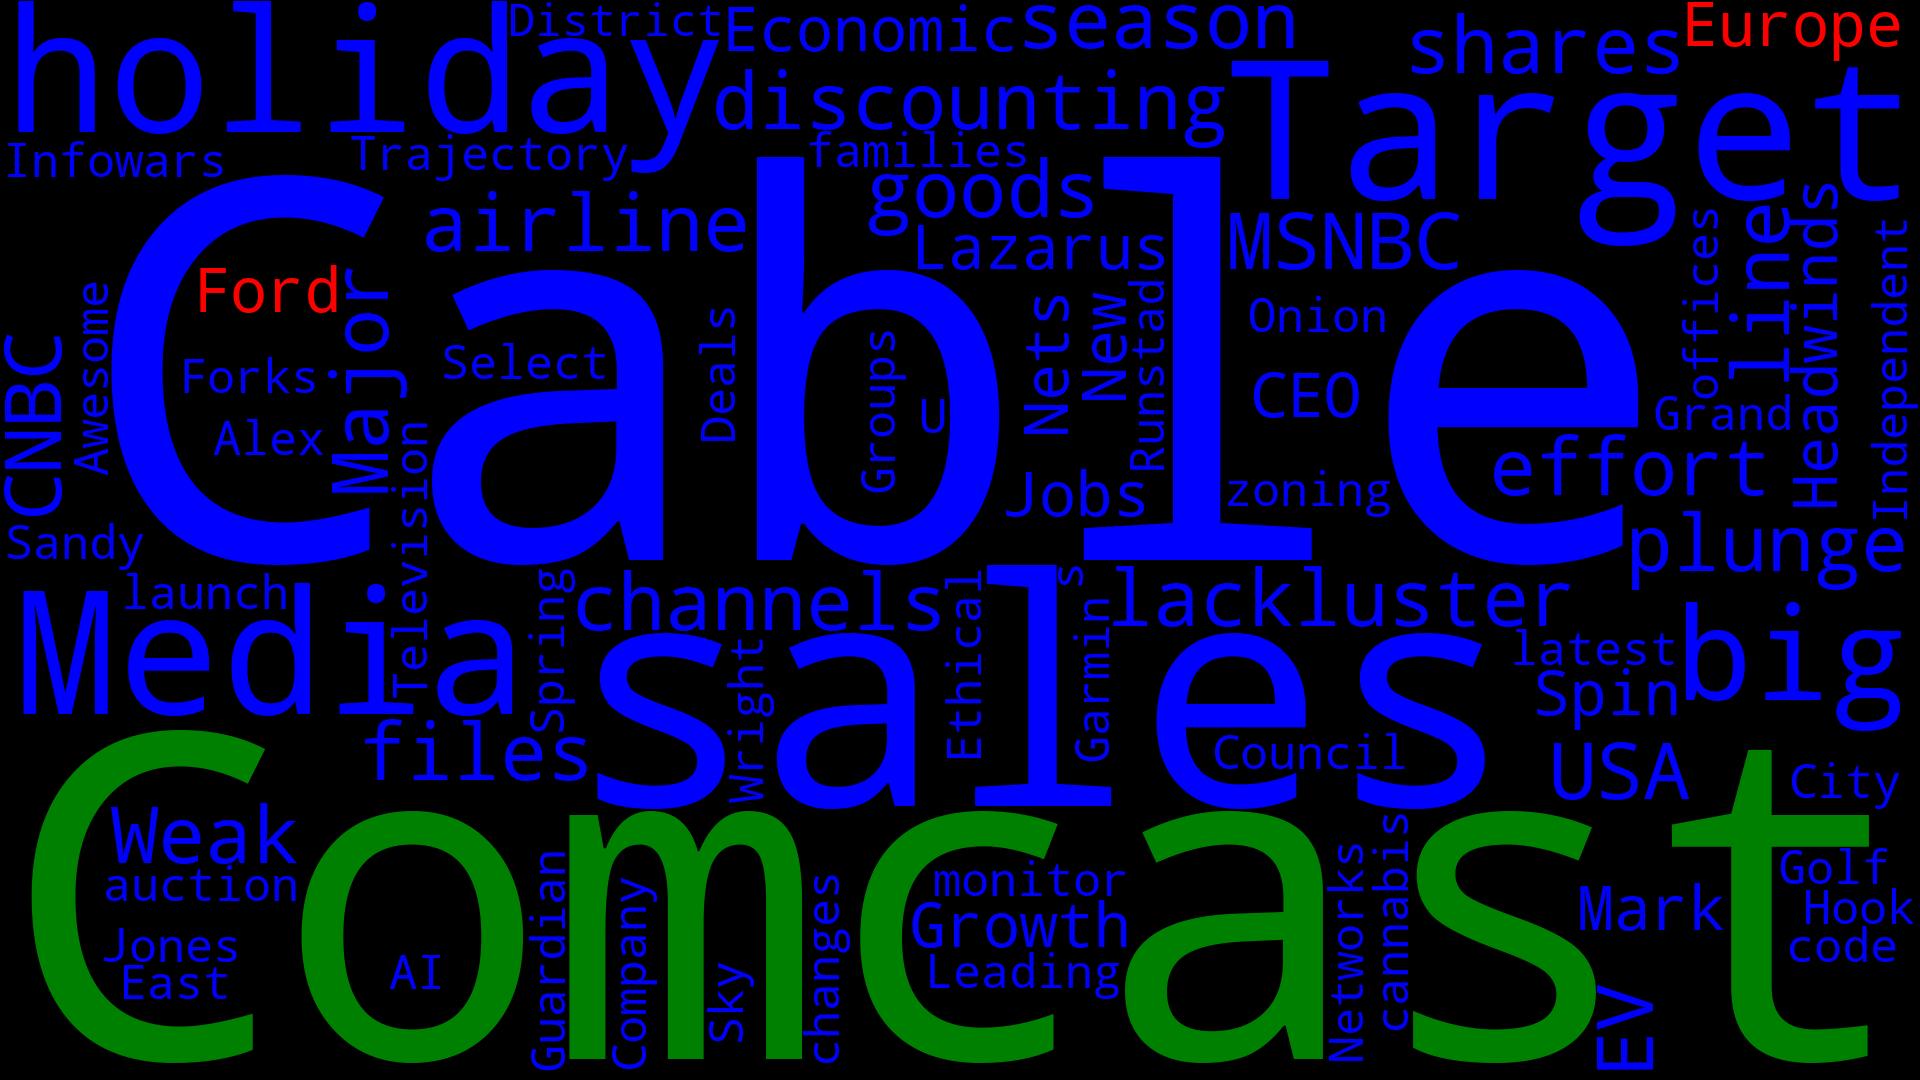 holiday
District
Economic
season
shares
Europe
discounting
Target
Infowars
Trajectory
families
goods
airline
Lazarus
MSNBC
Cable
Ford
Major
CNBC
Awesome
Forks
Select
Deals
Groups
U
Nets
New
Runstad
Onion
offices
line
Headwinds
Independent
CEO
Grand
Alex
Television
Jobs
zoning
effort
Sandy
plunge
launch
Media
Spring
channels
Ethical
s
Garmin
lackluster
sales
latest
big
Spin
files
Wright
Council
USA
City
Comcast
Weak
auction
Jones
East
AI
Guardian
Company
Sky
changes
monitor
Growth
Leading
Networks
cannabis
Mark
Golf
Hook
code
EV